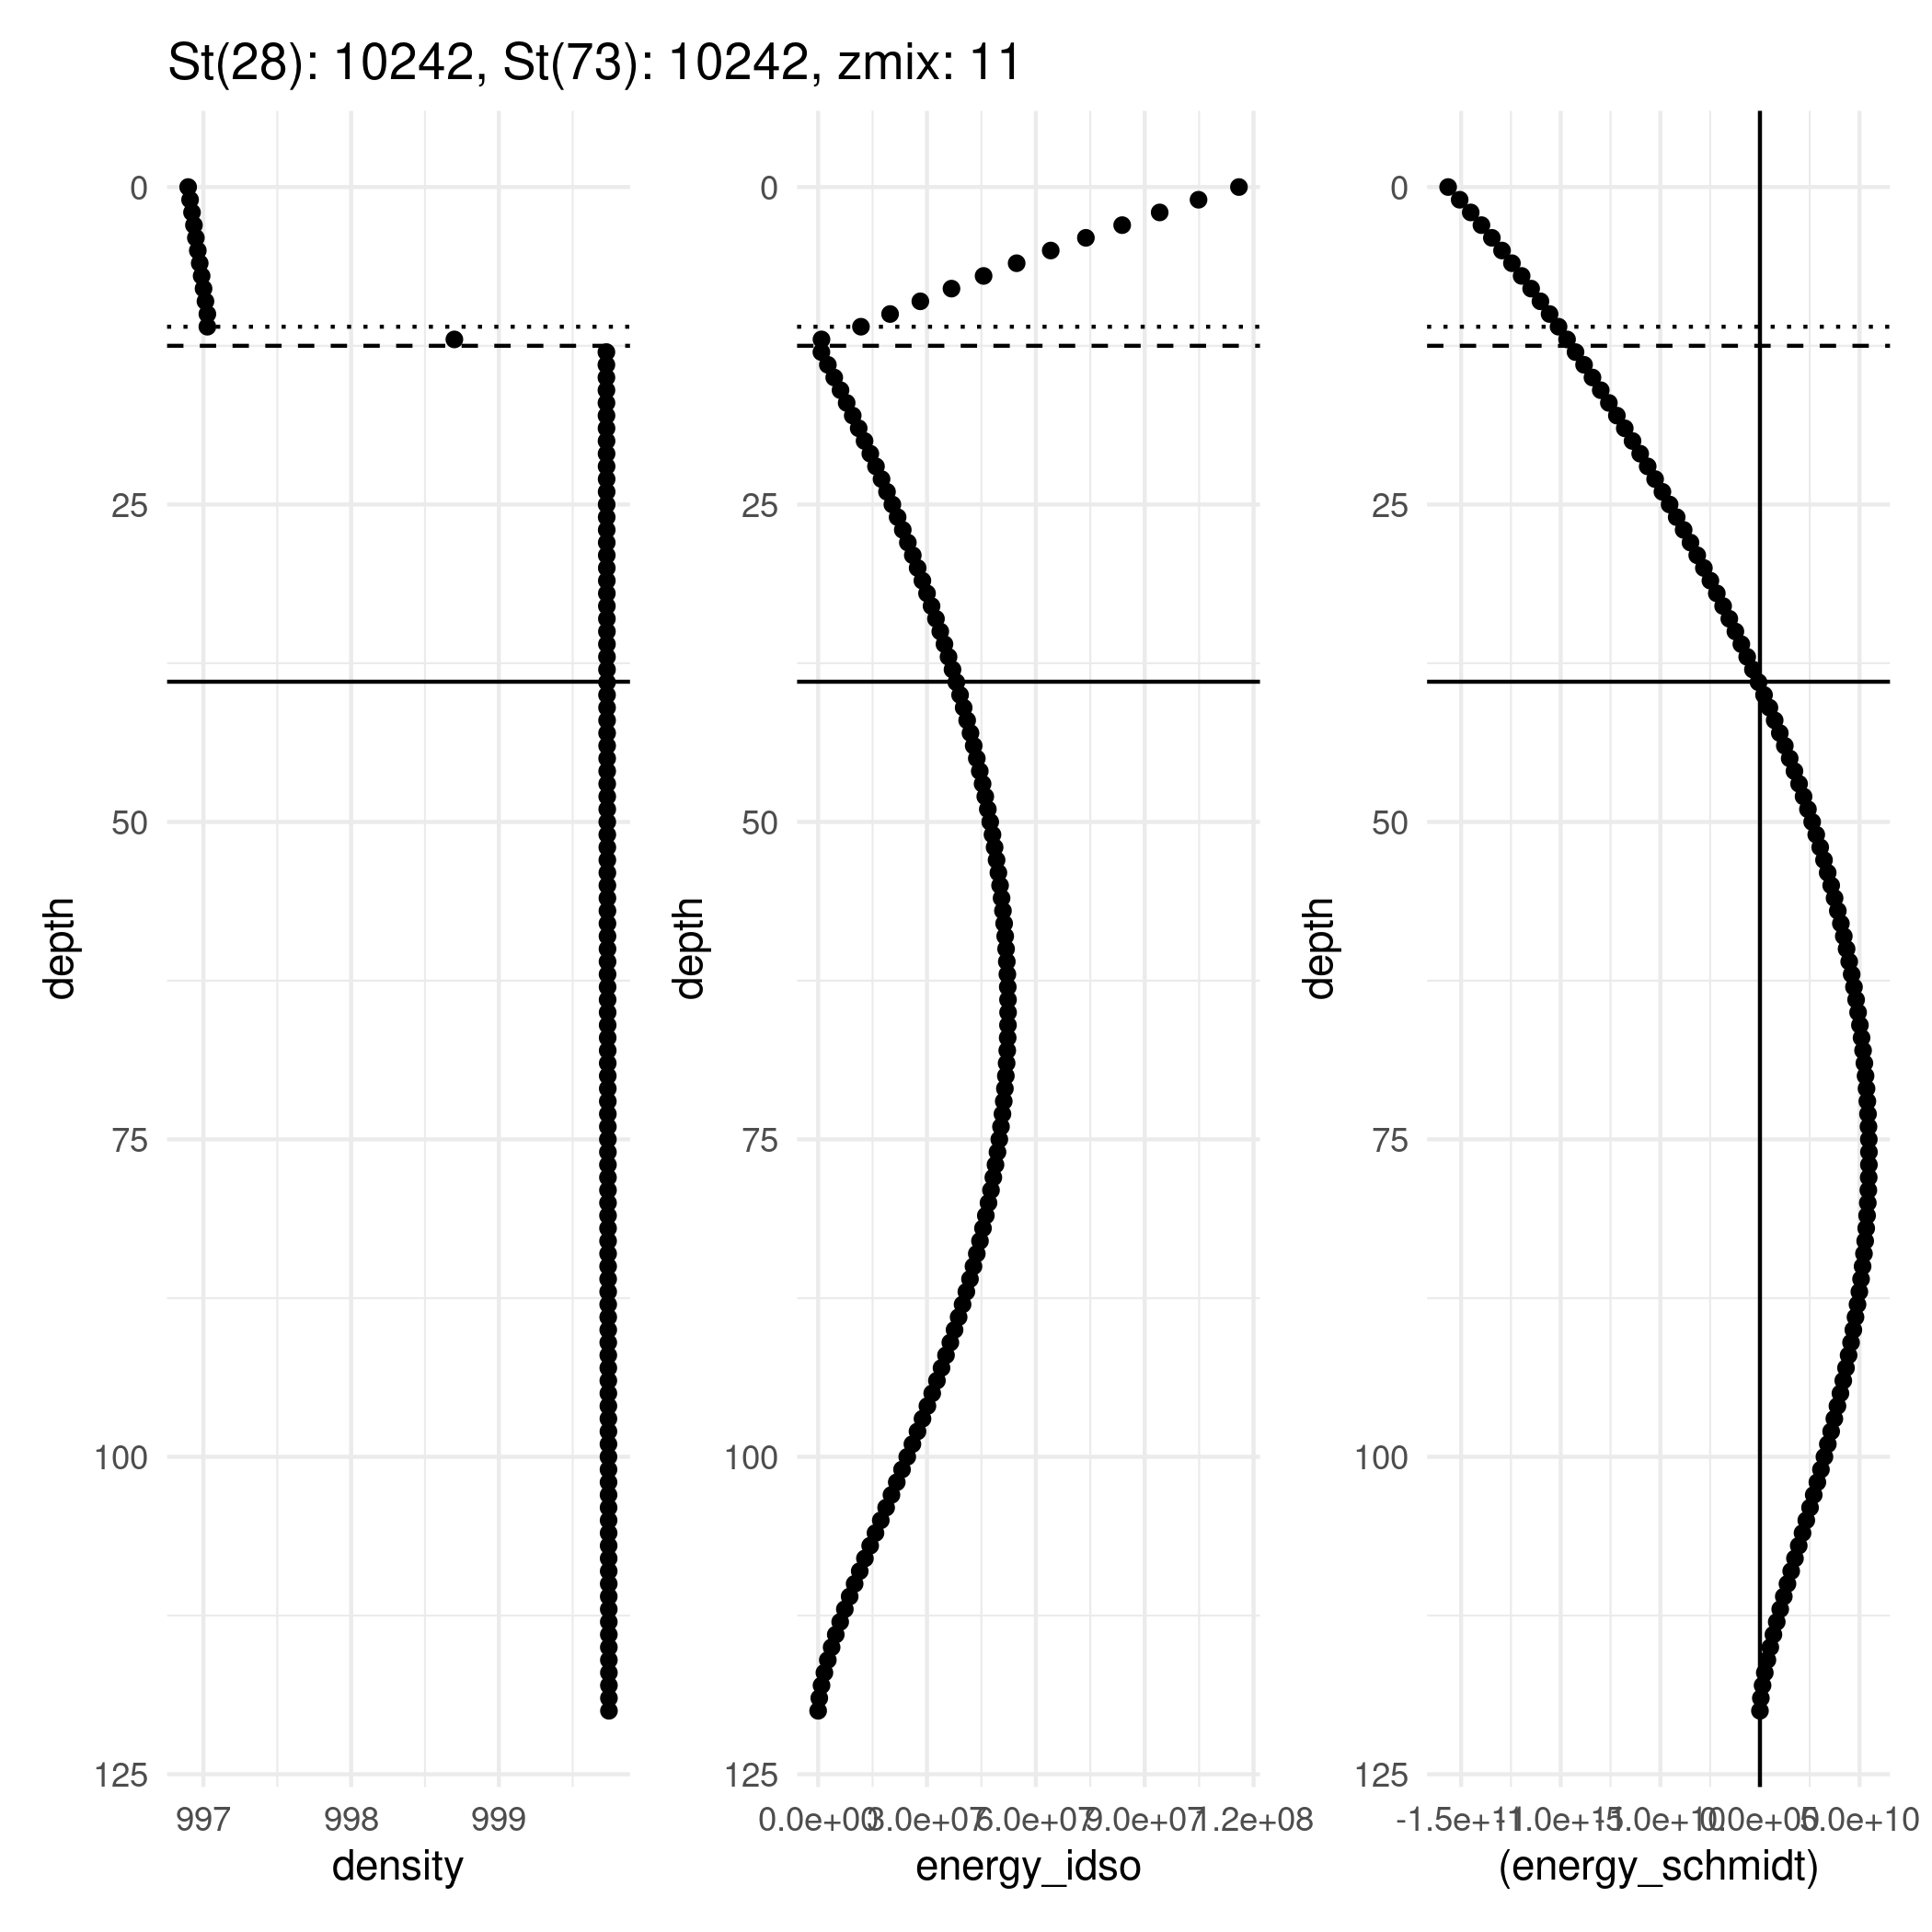 St(28): 10242, St(73): 10242, zmix: 11
0
25
50
75
100
125
depth
997
998
999
density
0
25
50
75
100
125
depth
0.0e+00
3.0e+07
6.0e+07
9.0e+07
1.2e+08
energy_idso
0
25
50
75
100
125
depth
-1.5e+11
-1.0e+11
-5.0e+10
0.0e+00
5.0e+10
(energy_schmidt)